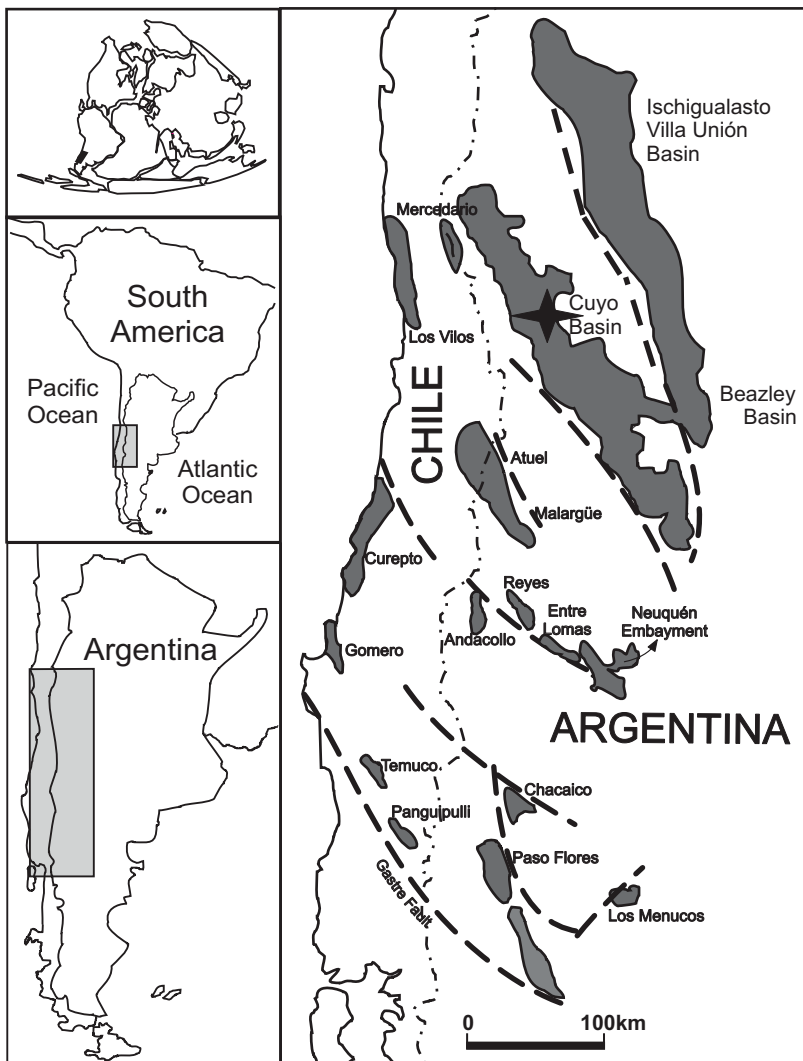 South
America
Pacific
Ocean
Atlantic
Ocean
Argentina
Ischigualasto
Villa Unión
Basin
Mercedario
Cuyo
Basin
Los Vilos
CHILE
Beazley
Basin
Atuel
Malargüe
Curepto
Reyes
Entre
Lomas
Neuquén
Embayment
Andacollo
Gomero
ARGENTINA
Temuco
Chacaico
Panguipulli
Paso Flores
Gastre Fault
Los Menucos
0 100km